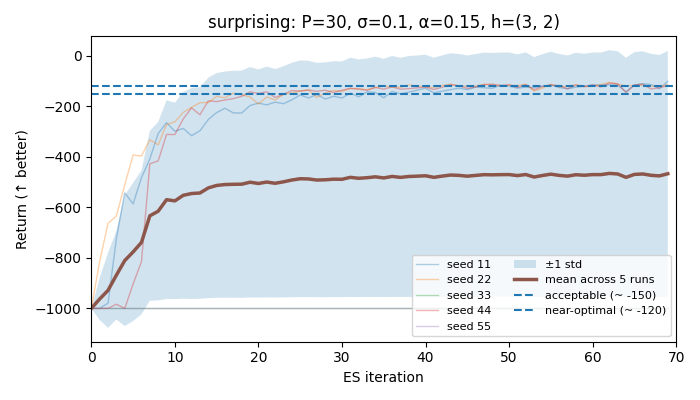 surprising: P=30, σ=0.1, α=0.15, h=(3, 2)
Return (↑ better)
0
−200
−400
−600
−800
−1000
0
10
20
30
40
50
60
70
ES iteration
seed 11
seed 22
seed 33
seed 44
seed 55
±1 std
mean across 5 runs
acceptable (~ -150)
near-optimal (~ -120)